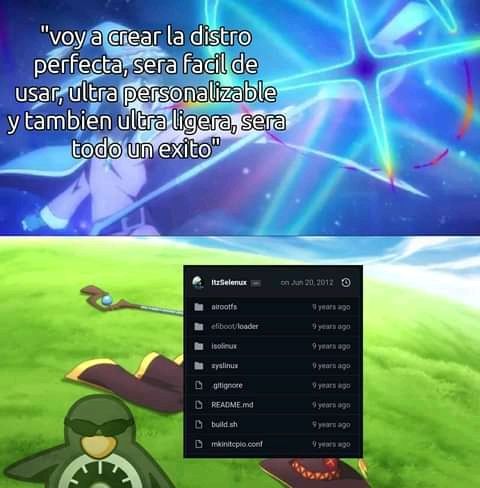 "voy a crear la distro
perfecta, sera facil de
usar, ultra personalizable
y tambien ultra ligera, sera
todo un exito"
ItzSelenux on Jun 20, 2012
airootfs 9 years ago
efiboot/loader 9 years ago
isolinux 9 years ago
syslinux 9 years ago
.gitignore 9 years ago
README.md 9 years ago
build.sh 9 years ago
mkinitcpio.conf 9 years ago